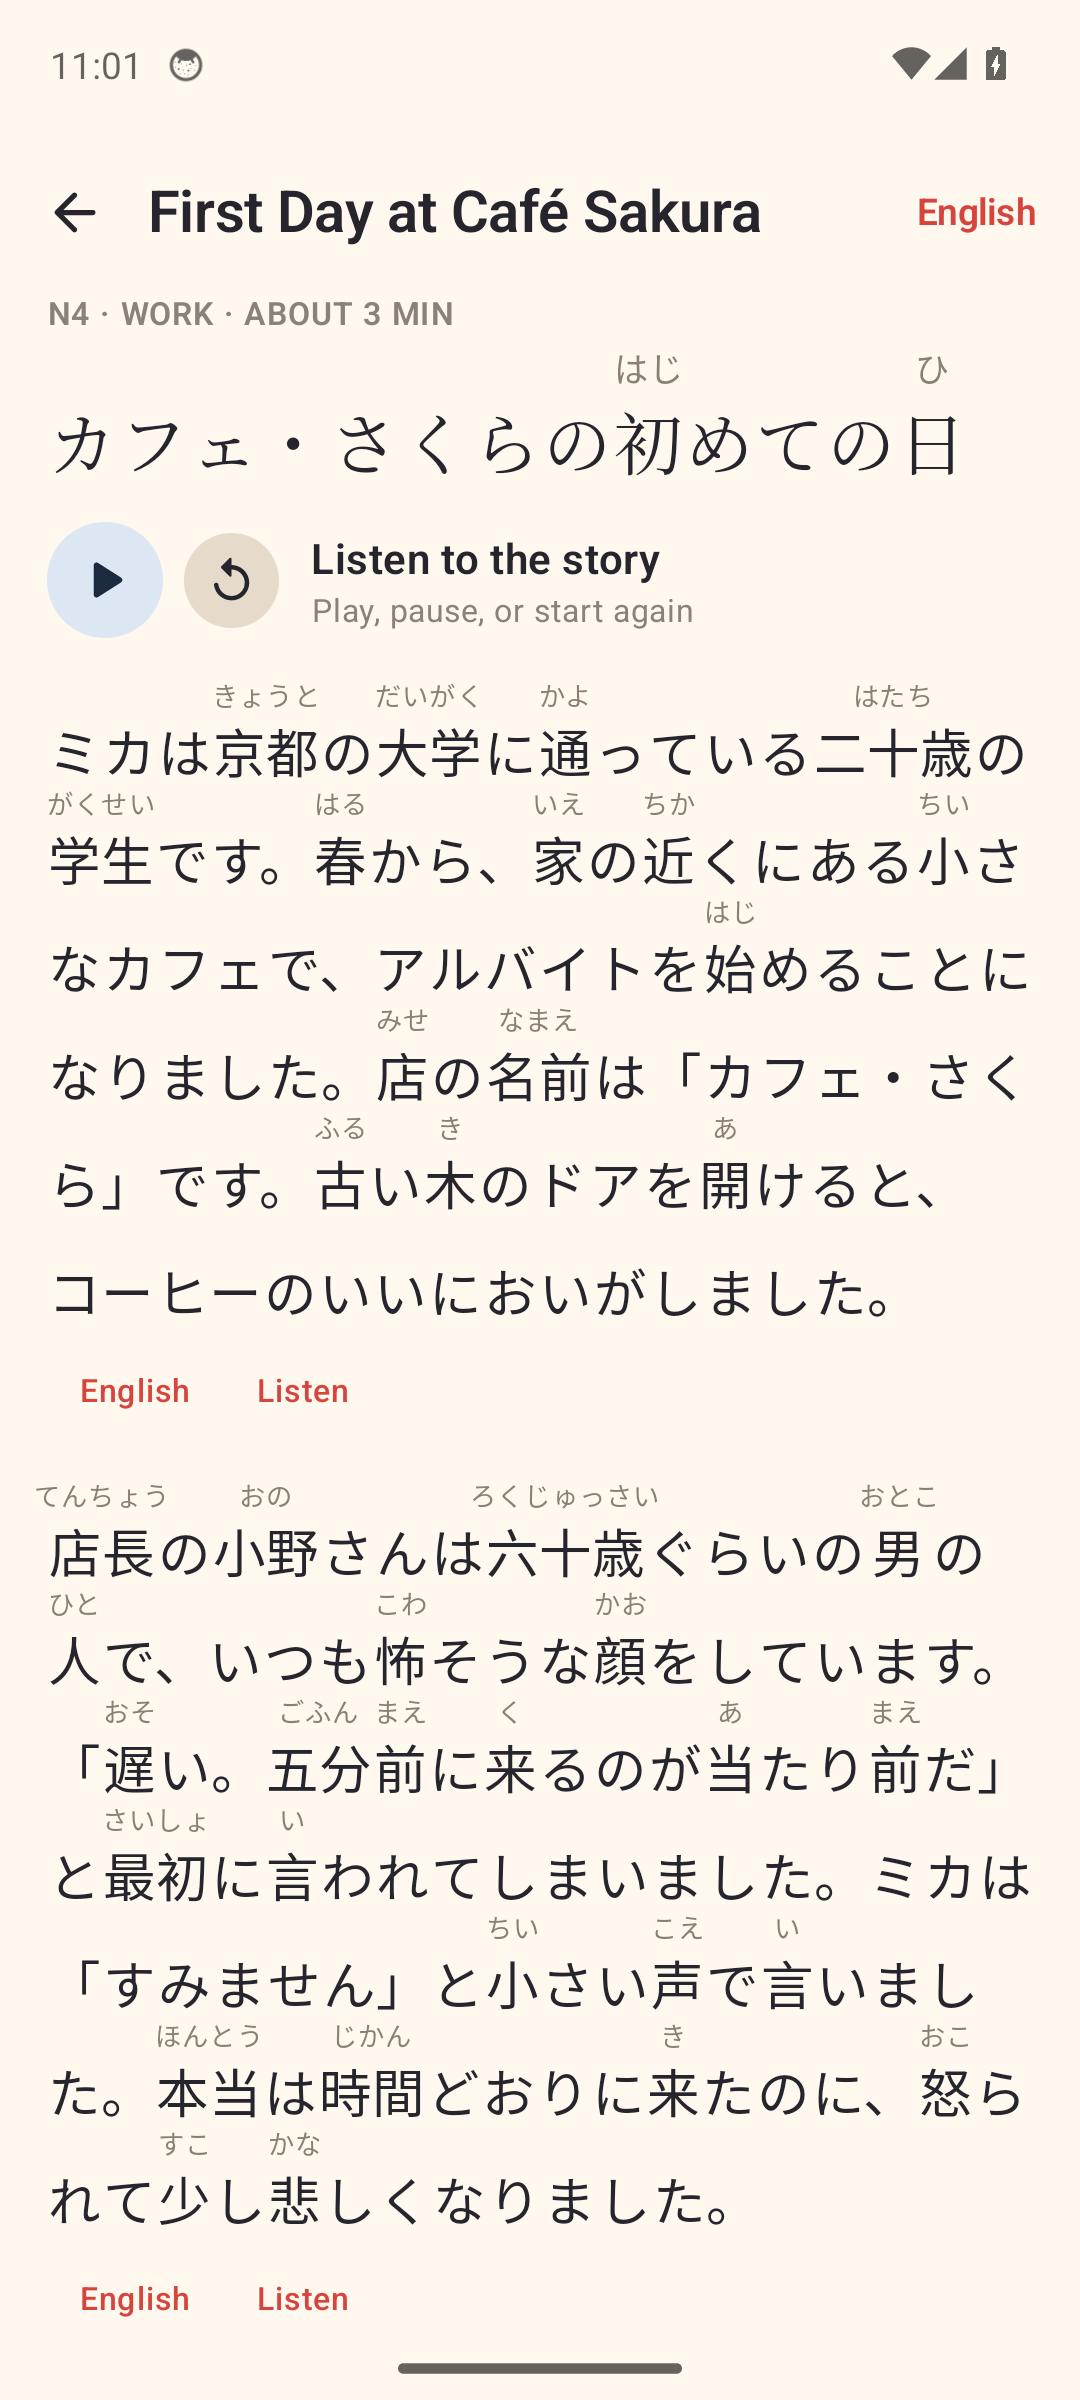 11:01
First Day at Café Sakura
English
N4 · WORK · ABOUT 3 MIN
はじ ひ
カフェ・さくらの初めての日
Listen to the story
Play, pause, or start again
きょうと だいがく かよ はたち
ミカは京都の大学に通っている二十歳の
がくせい はる いえ ちか ちい
学生です。春から、家の近くにある小さ
はじ
なカフェで、アルバイトを始めることに
みせ なまえ
なりました。店の名前は「カフェ・さく
ふる き あ
ら」です。古い木のドアを開けると、
コーヒーのいいにおいがしました。
English Listen
てんちょう おの ろくじゅっさい おとこ
店長の小野さんは六十歳ぐらいの男の
ひと こわ かお
人で、いつも怖そうな顔をしています。
おそ ごふん まえ く あ まえ
「遅い。五分前に来るのが当たり前だ」
さいしょ い
と最初に言われてしまいました。ミカは
ちい こえ い
「すみません」と小さい声で言いまし
ほんとう じかん き おこ
た。本当は時間どおりに来たのに、怒ら
すこ かな
れて少し悲しくなりました。
English Listen